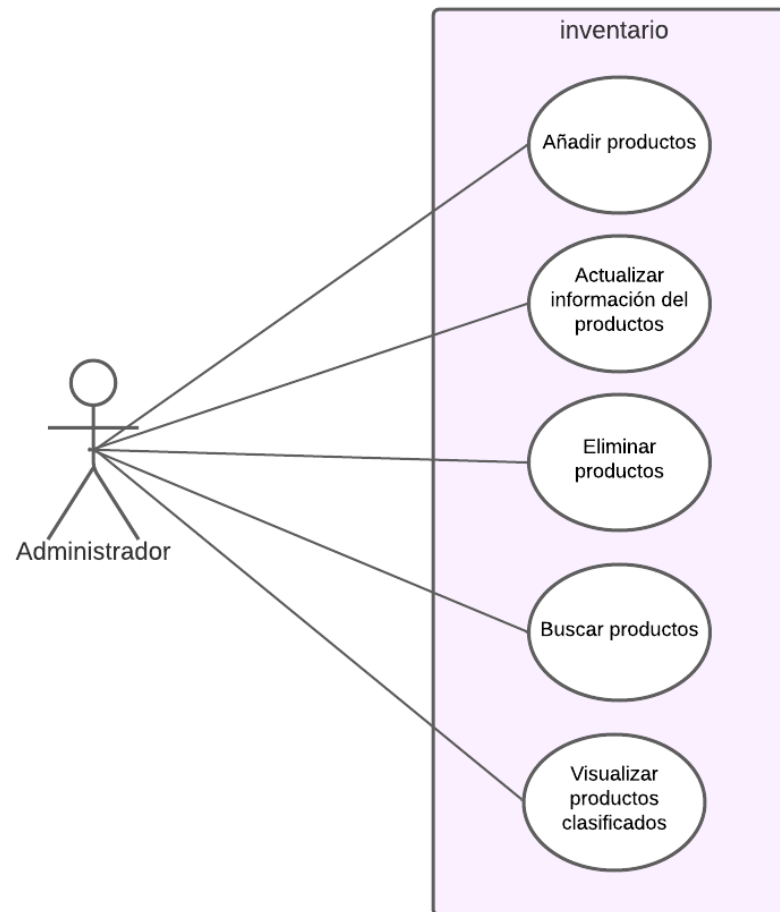 inventario
Añadir productos
Actualizar
información del
productos
Eliminar
productos
Buscar productos
Visualizar
productos
clasificados
Administrador